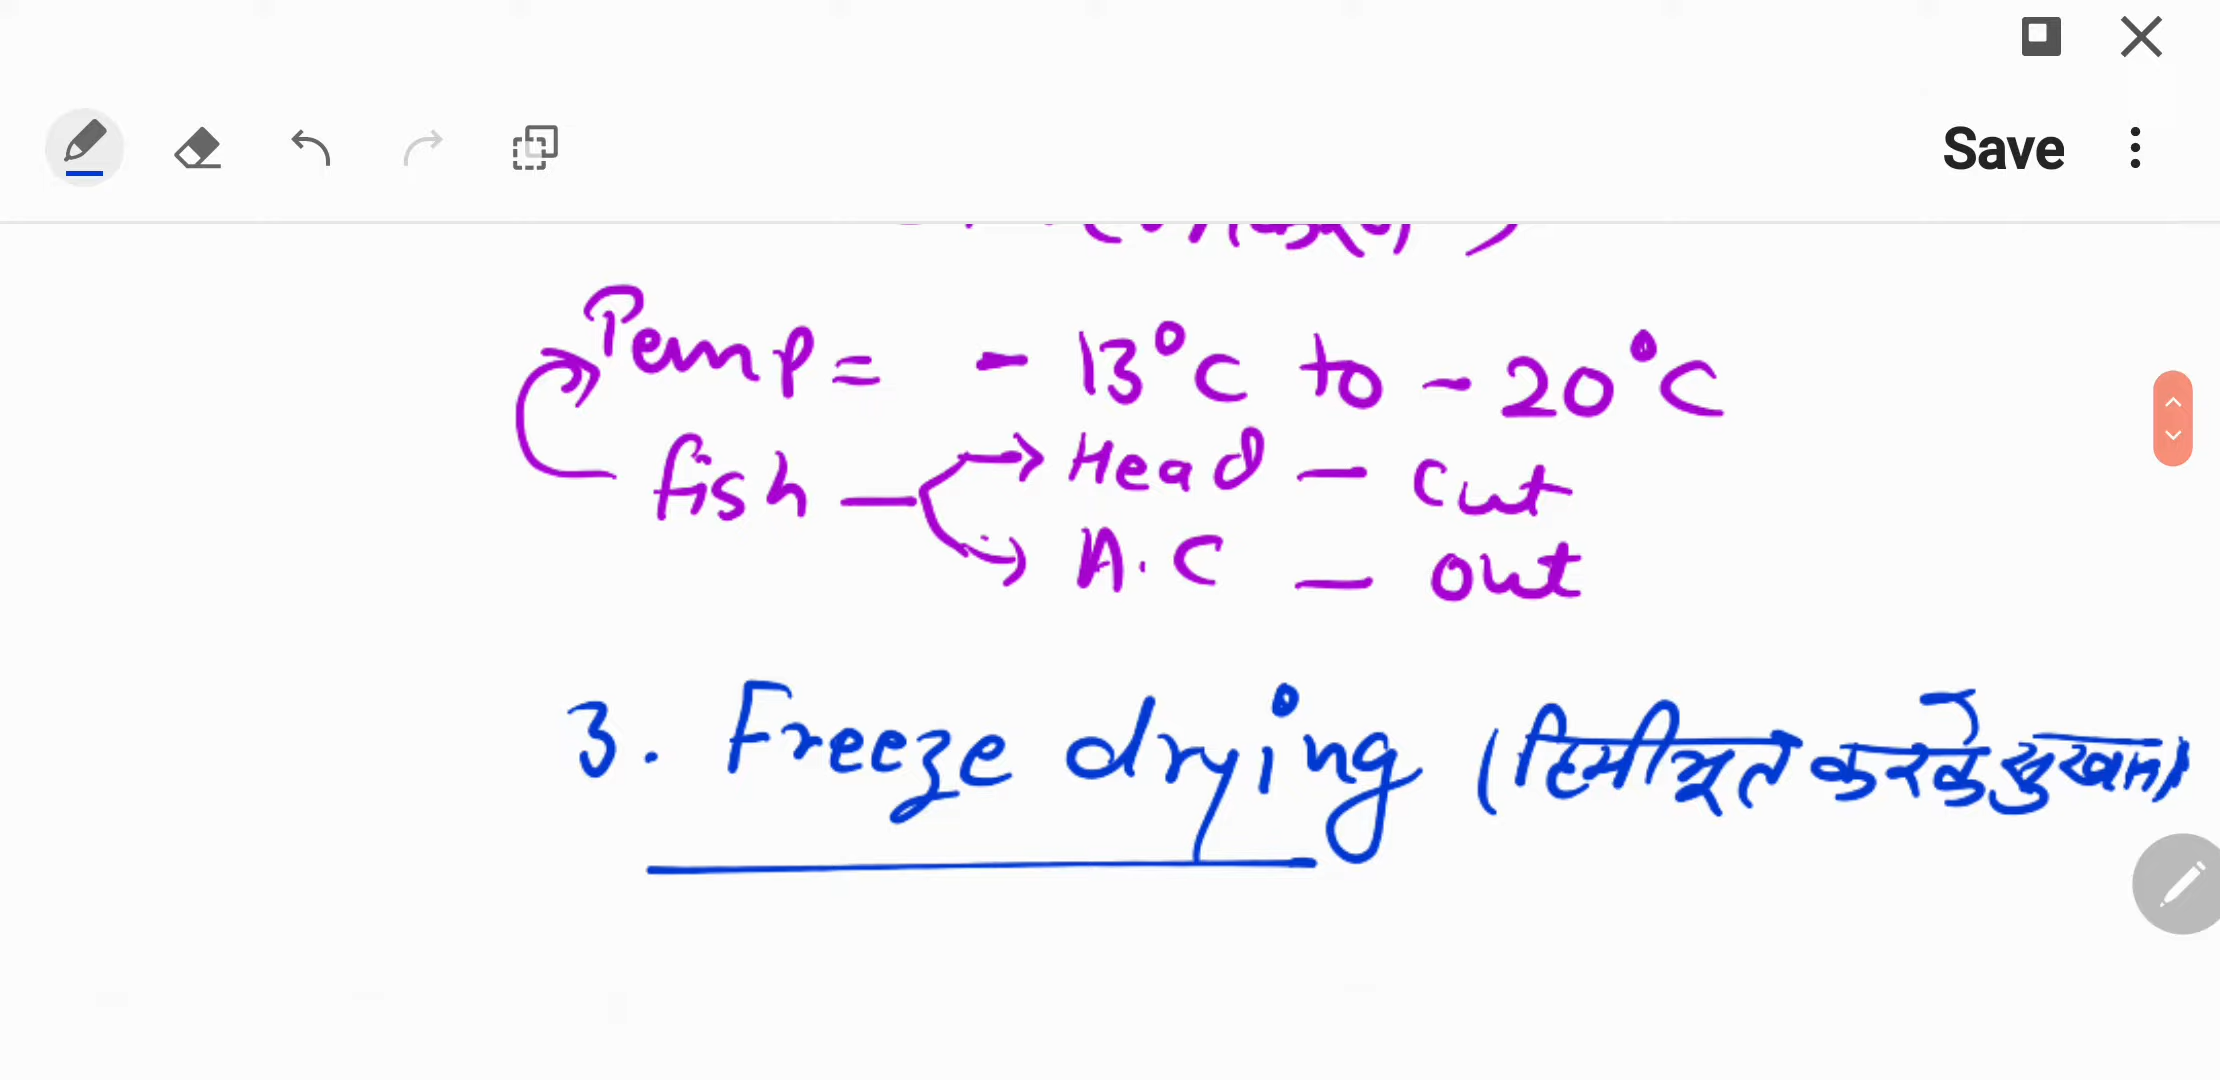 Save
Temp = - 13°C to - 20°C
fish — → Head — cut
→ A.C — out
3. Freeze drying (हिमीभूत करके सुखाना)